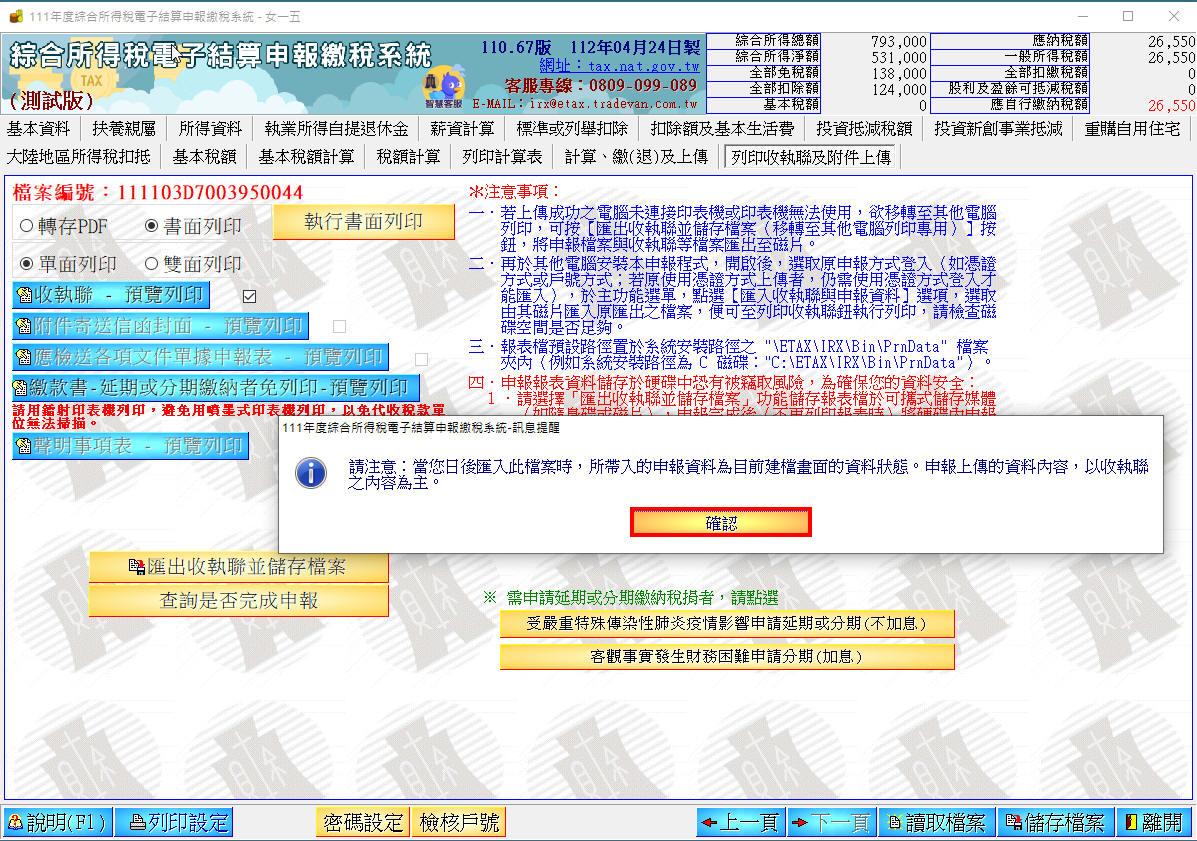 111年度綜合所得稅電子結算申報繳稅系統 - 女一五
綜合所得稅電子結算申報繳稅系統
TAX
(測試版)
110.67版 112年04月24日製
網址：tax.nat.gov.tw
客服專線：0809-099-089
E-MAIL：irx@etax.tradevan.com.tw
智慧客服
綜合所得總額 793,000 應納稅額 26,550
綜合所得淨額 531,000 一般所得稅額 26,550
全部免稅額 138,000 全部扣繳稅額 0
全部扣除額 124,000 股利及盈餘可抵減稅額 0
基本稅額 0 應自行繳納稅額 26,550
基本資料 扶養親屬 所得資料 執業所得自提退休金 薪資計算 標準或列舉扣除 扣除額及基本生活費 投資抵減稅額 投資新創事業抵減 重購自用住宅
大陸地區所得稅扣抵 基本稅額 基本稅額計算 稅額計算 列印計算表 計算、繳(退)及上傳 列印收執聯及附件上傳
檔案編號：111103D7003950044
轉存PDF 書面列印 執行書面列印
單面列印 雙面列印
收執聯 - 預覽列印
附件寄送信函封面 - 預覽列印
應檢送各項文件單據申報表 - 預覽列印
繳款書-延期或分期繳納者免列印-預覽列印
請用鐳射印表機列印，避免用噴墨式印表機列印，以免代收稅款單
位無法掃描。
聲明事項表 - 預覽列印
匯出收執聯並儲存檔案
查詢是否完成申報
＊注意事項：
一．若上傳成功之電腦未連接印表機或印表機無法使用，欲移轉至其他電腦
列印，可按［匯出收執聯並儲存檔案（移轉至其他電腦列印專用）］按
鈕，將申報檔案與收執聯等檔案匯出至磁片。
二．再於其他電腦安裝本申報程式，開啟後，選取原申報方式登入（如憑證
方式或戶號方式；若原使用憑證方式上傳者，仍需使用憑證方式登入才
能匯入），於主功能選單，點選［匯入收執聯與申報資料］選項，選取
由其磁片匯入原匯出之檔案，便可至列印收執聯鈕執行列印，請檢查磁
碟空間是否足夠。
三．報表檔預設路徑置於系統安裝路徑之 "\ETAX\IRX\Bin\PrnData" 檔案
夾內（例如系統安裝路徑為 C 磁碟："C:\ETAX\IRX\Bin\PrnData"）。
四．申報報表資料儲存於硬碟中恐有被竊取風險，為確保您的資料安全：
1．請選擇「匯出收執聯並儲存檔案」功能儲存報表檔於可攜式儲存媒體
（如隨身碟或磁片），申報完成後（不再列印報表時）將硬碟內申報
111年度綜合所得稅電子結算申報繳稅系統-訊息提醒
請注意：當您日後匯入此檔案時，所帶入的申報資料為目前建檔畫面的資料狀態。申報上傳的資料內容，以收執聯
之內容為主。
確認
※ 需申請延期或分期繳納稅捐者，請點選
受嚴重特殊傳染性肺炎疫情影響申請延期或分期(不加息)
客觀事實發生財務困難申請分期(加息)
說明(F1) 列印設定 密碼設定 檢核戶號 上一頁 下一頁 讀取檔案 儲存檔案 離開